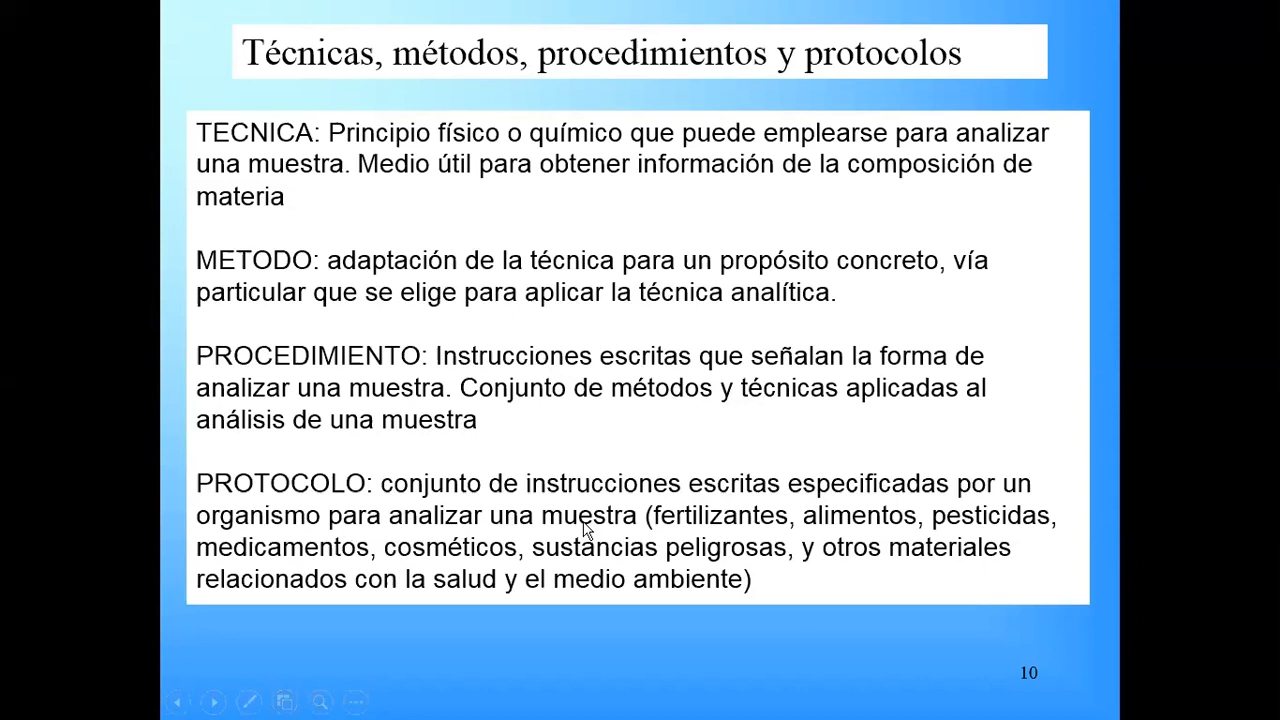 Técnicas, métodos, procedimientos y protocolos
TECNICA: Principio físico o químico que puede emplearse para analizar
una muestra. Medio útil para obtener información de la composición de
materia
METODO: adaptación de la técnica para un propósito concreto, vía
particular que se elige para aplicar la técnica analítica.
PROCEDIMIENTO: Instrucciones escritas que señalan la forma de
analizar una muestra. Conjunto de métodos y técnicas aplicadas al
análisis de una muestra
PROTOCOLO: conjunto de instrucciones escritas especificadas por un
organismo para analizar una muestra (fertilizantes, alimentos, pesticidas,
medicamentos, cosméticos, sustancias peligrosas, y otros materiales
relacionados con la salud y el medio ambiente)
10